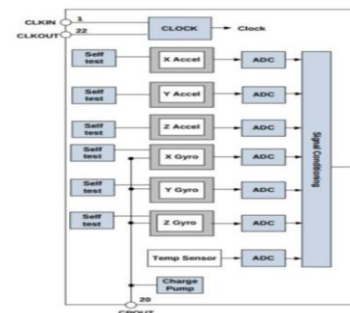 CLKIN 1
CLKOUT 22
CLOCK
Clock
Self test
X Accel
ADC
Self test
Y Accel
ADC
Self test
Z Accel
ADC
Self test
X Gyro
ADC
Self test
Y Gyro
ADC
Self test
Z Gyro
ADC
Temp Sensor
ADC
Signal Conditioning
Charge Pump
20